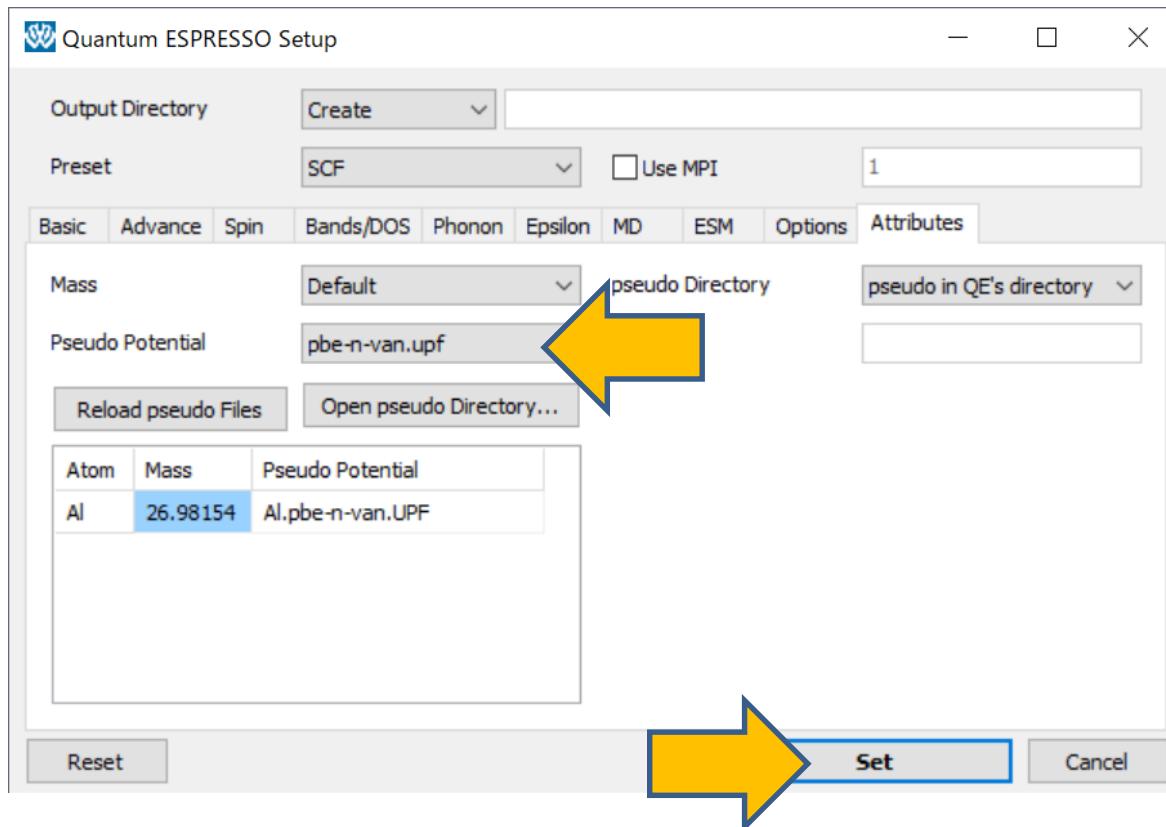 Quantum ESPRESSO Setup
Output Directory Create
Preset SCF Use MPI 1
Basic Advance Spin Bands/DOS Phonon Epsilon MD ESM Options Attributes
Mass Default pseudo Directory pseudo in QE's directory
Pseudo Potential pbe-n-van.upf
Reload pseudo Files Open pseudo Directory...
Atom Mass Pseudo Potential
Al 26.98154 Al.pbe-n-van.UPF
Reset Set Cancel